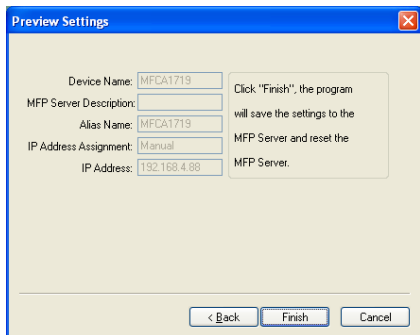 Preview Settings
Device Name: MFCA1719
MFP Server Description:
Alias Name: MFCA1719
IP Address Assignment: Manual
IP Address: 192.168.4.88
Click "Finish", the program
will save the settings to the
MFP Server and reset the
MFP Server.
< Back
Finish
Cancel